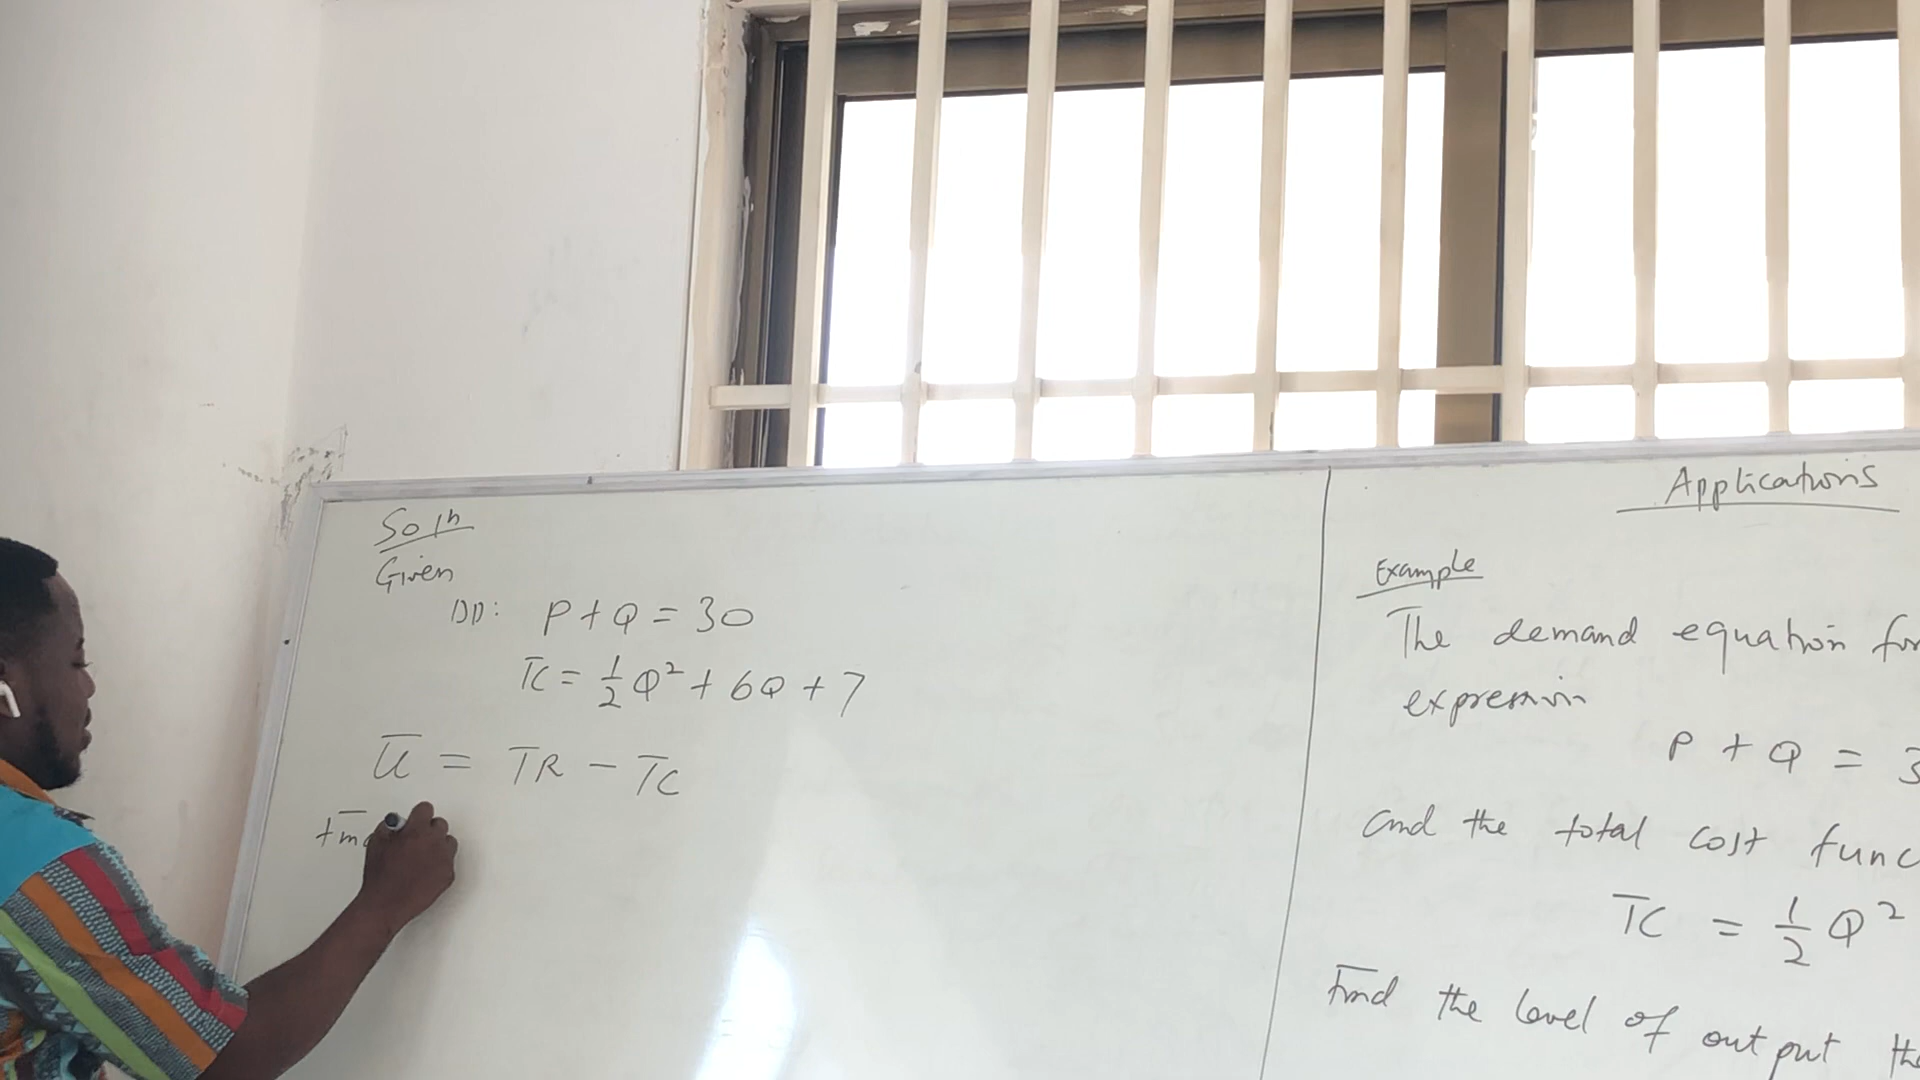 Soln
Given
DD: P + Q = 30
TC = 1/2 Q² + 6Q + 7
π = TR - TC
Applications
Example
The demand equation for
expression
P + Q = 3
and the total cost func
TC = 1/2 Q²
Find the level of output the